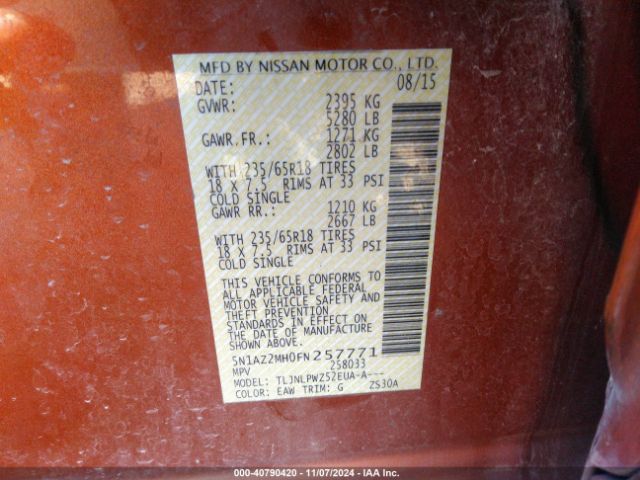 MFD BY NISSAN MOTOR CO., LTD.
DATE: 08/15
GVWR: 2395 KG
5280 LB
GAWR.FR.: 1271 KG
2802 LB
WITH 235/65R18 TIRES
18 X 7.5 RIMS AT 33 PSI
COLD SINGLE
GAWR RR.: 1210 KG
2667 LB
WITH 235/65R18 TIRES
18 X 7.5 RIMS AT 33 PSI
COLD SINGLE
THIS VEHICLE CONFORMS TO
ALL APPLICABLE FEDERAL
MOTOR VEHICLE SAFETY AND
THEFT PREVENTION
STANDARDS IN EFFECT ON
THE DATE OF MANUFACTURE
SHOWN ABOVE.
5N1AZ2MH0FN257771
MPV 258033
MODEL: TLJNLPWZ52EUA-A---
COLOR: EAW TRIM: G ZS30A
000-40790420 - 11/07/2024 - IAA Inc.